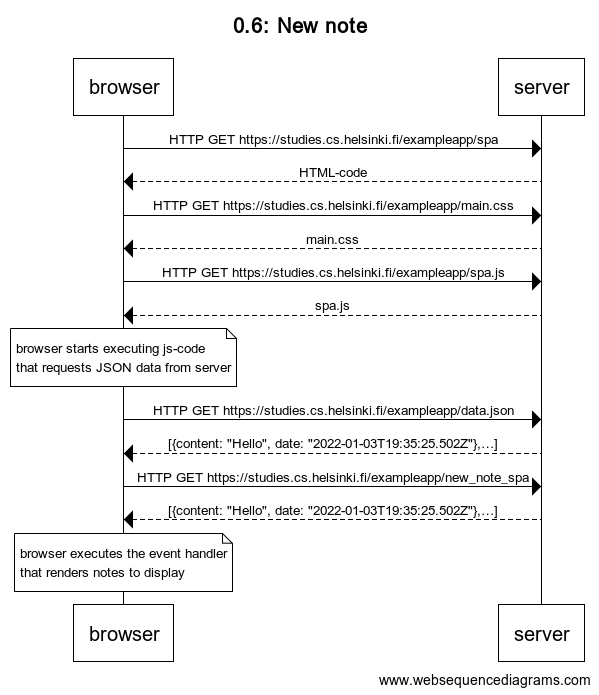 0.6: New note
browser
server
HTTP GET https://studies.cs.helsinki.fi/exampleapp/spa
HTML-code
HTTP GET https://studies.cs.helsinki.fi/exampleapp/main.css
main.css
HTTP GET https://studies.cs.helsinki.fi/exampleapp/spa.js
spa.js
browser starts executing js-code
that requests JSON data from server
HTTP GET https://studies.cs.helsinki.fi/exampleapp/data.json
[{content: "Hello", date: "2022-01-03T19:35:25.502Z"},...]
HTTP GET https://studies.cs.helsinki.fi/exampleapp/new_note_spa
[{content: "Hello", date: "2022-01-03T19:35:25.502Z"},...]
browser executes the event handler
that renders notes to display
browser
server
www.websequencediagrams.com